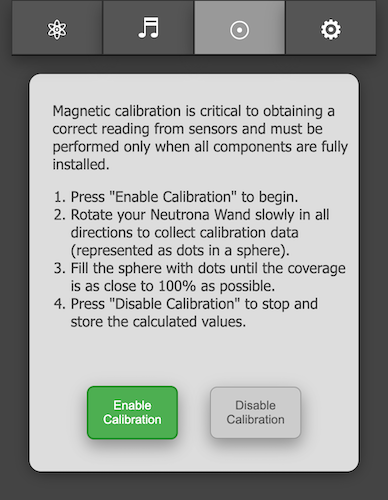 Magnetic calibration is critical to obtaining a
correct reading from sensors and must be
performed only when all components are fully
installed.
1. Press "Enable Calibration" to begin.
2. Rotate your Neutrona Wand slowly in all
directions to collect calibration data
(represented as dots in a sphere).
3. Fill the sphere with dots until the coverage
is as close to 100% as possible.
4. Press "Disable Calibration" to stop and
store the calculated values.
Enable
Calibration
Disable
Calibration